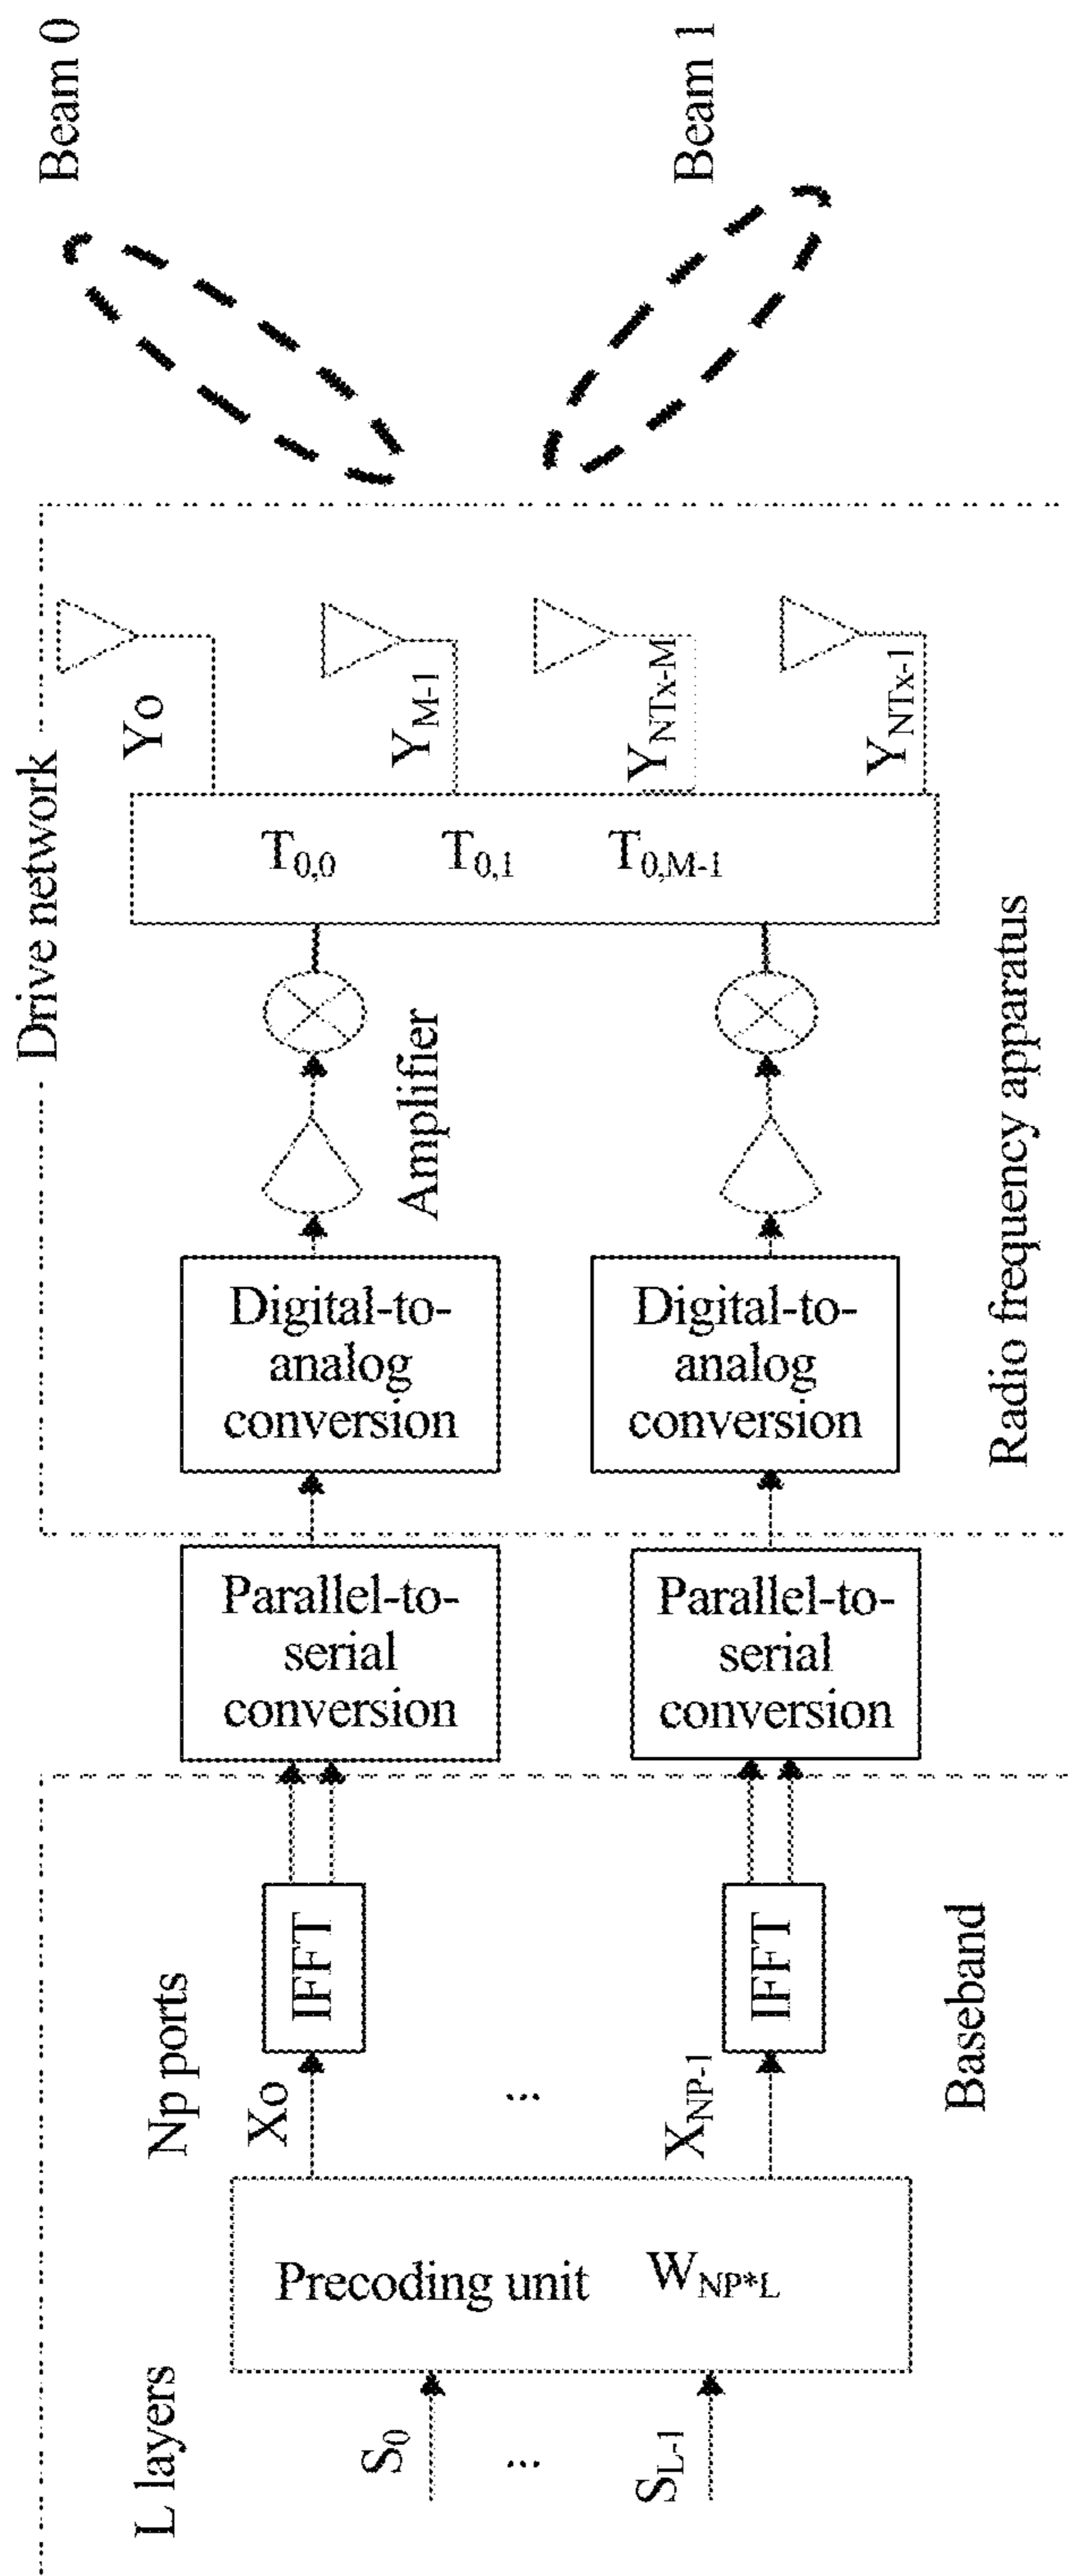 L layers
S0
...
SL-1
Precoding unit WNP*L
Np ports
Xo
...
XNP-1
IFFT
IFFT
Baseband
Parallel-to-
serial
conversion
Parallel-to-
serial
conversion
Drive network
Digital-to-
analog
conversion
Digital-to-
analog
conversion
Amplifier
Radio frequency apparatus
T0,0
T0,1
T0,M-1
Yo
YM-1
YNTx-M
YNTx-1
Beam 0
Beam 1